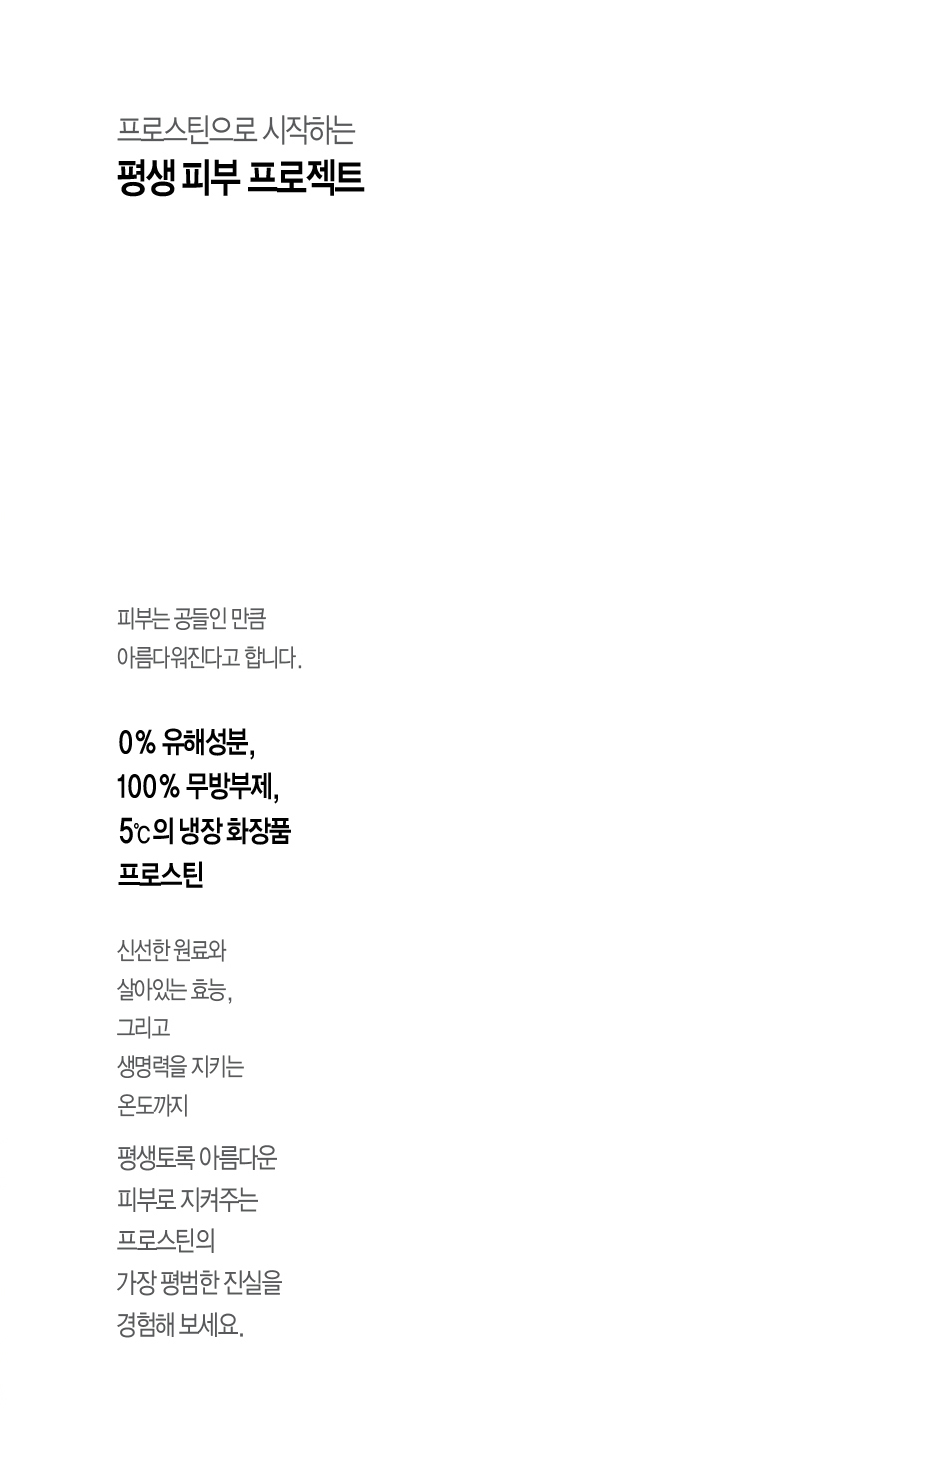 프로스틴으로 시작하는
평생 피부 프로젝트
피부는 공들인 만큼
아름다워진다고 합니다.
0% 유해성분,
100% 무방부제,
5℃의 냉장 화장품
프로스틴
신선한 원료와
살아있는 효능,
그리고
생명력을 지키는
온도까지
평생토록 아름다운
피부로 지켜주는
프로스틴의
가장 평범한 진실을
경험해 보세요.